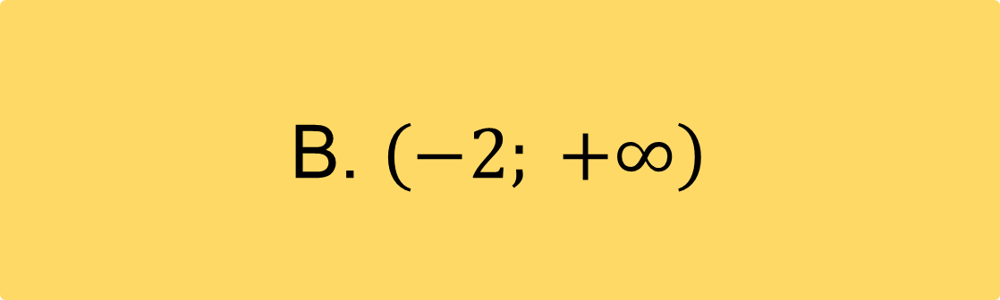 B. (−2; +∞)